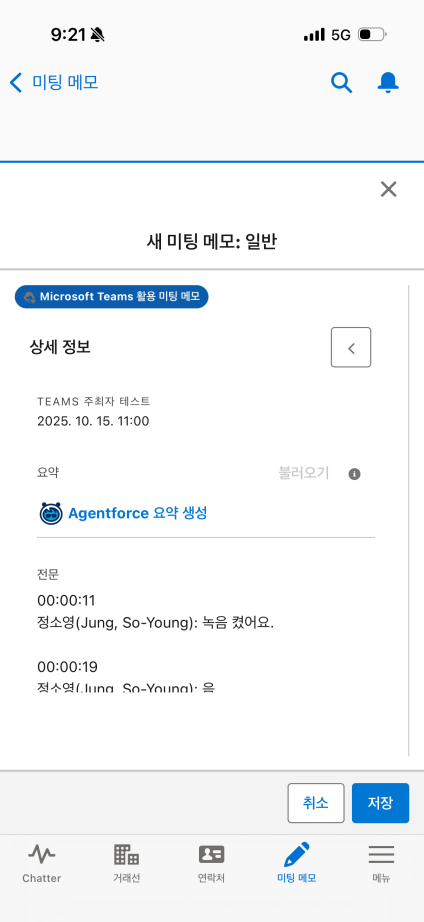 9:21
5G
미팅 메모
새 미팅 메모: 일반
Microsoft Teams 활용 미팅 메모
상세 정보
TEAMS 주최자 테스트
2025. 10. 15. 11:00
요약
불러오기
Agentforce 요약 생성
전문
00:00:11
정소영(Jung, So-Young): 녹음 켰어요.
00:00:19
정소영(Jung, So-Young): 음
취소
저장
Chatter
거래선
연락처
미팅 메모
메뉴